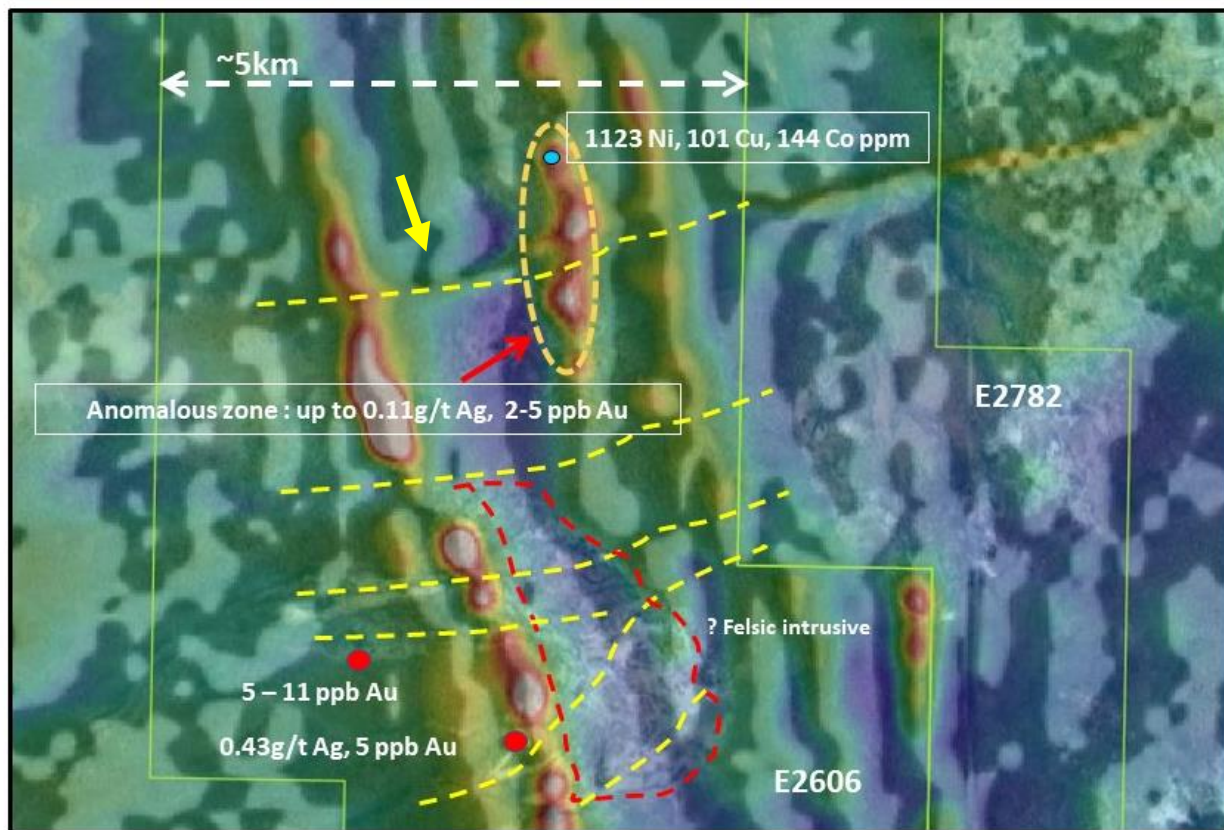 ~5km
1123 Ni, 101 Cu, 144 Co ppm
Anomalous zone : up to 0.11g/t Ag, 2-5 ppb Au
E2782
? Felsic intrusive
5 – 11 ppb Au
0.43g/t Ag, 5 ppb Au
E2606